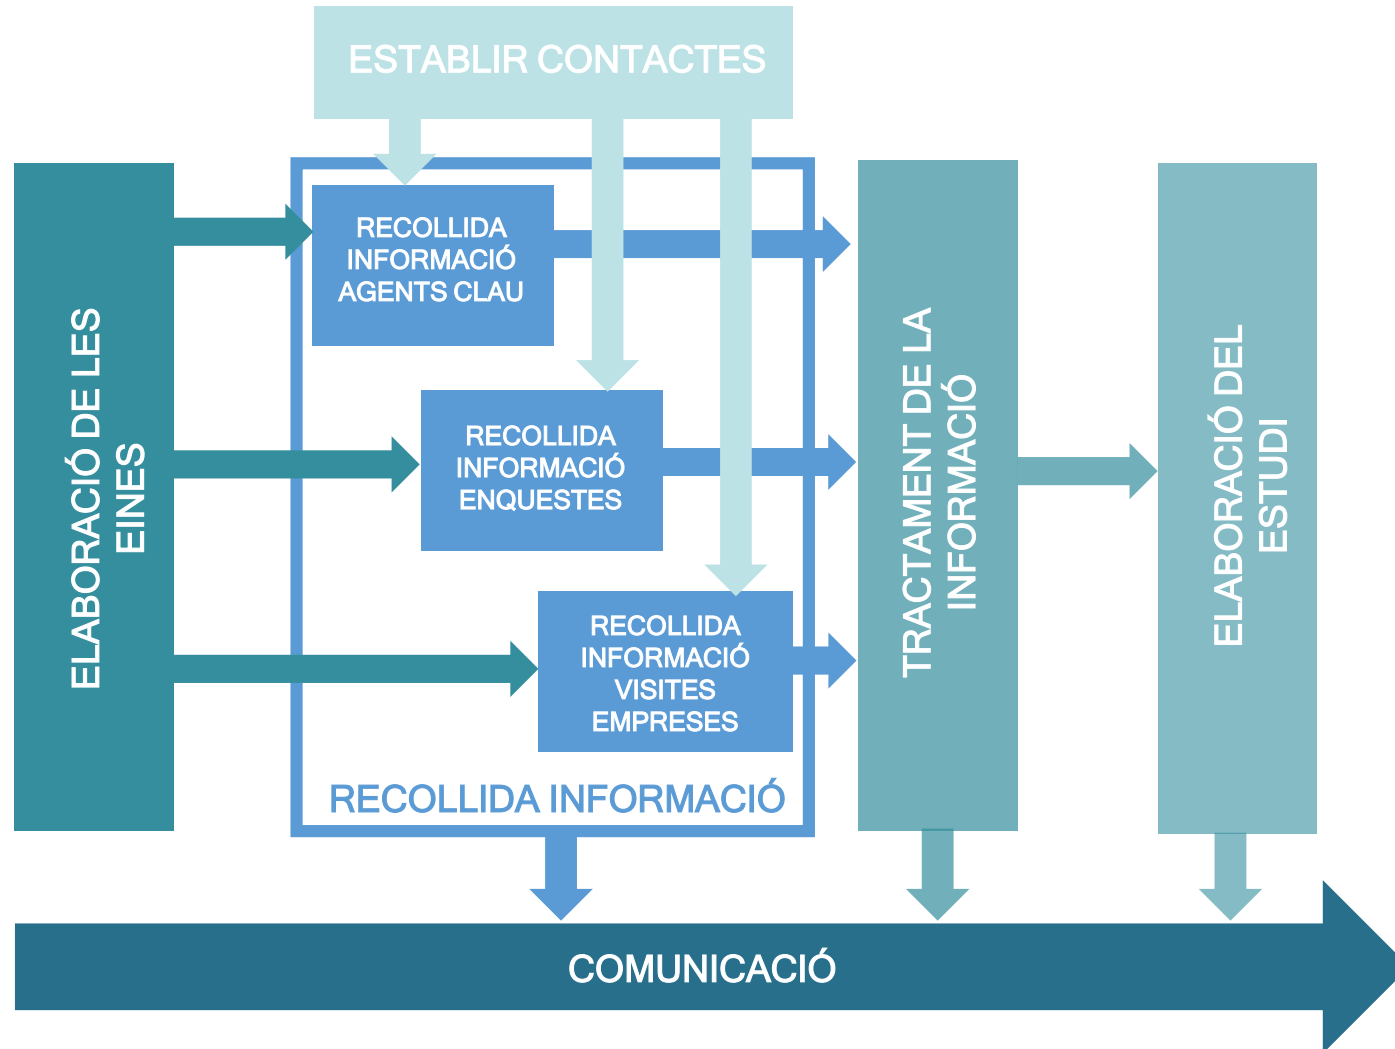 ESTABLIR CONTACTES
ELABORACIÓ DE LES
EINES
RECOLLIDA
INFORMACIÓ
AGENTS CLAU
RECOLLIDA
INFORMACIÓ
ENQUESTES
RECOLLIDA
INFORMACIÓ
VISITES
EMPRESES
RECOLLIDA INFORMACIÓ
TRACTAMENT DE LA
INFORMACIÓ
ELABORACIÓ DEL
ESTUDI
COMUNICACIÓ